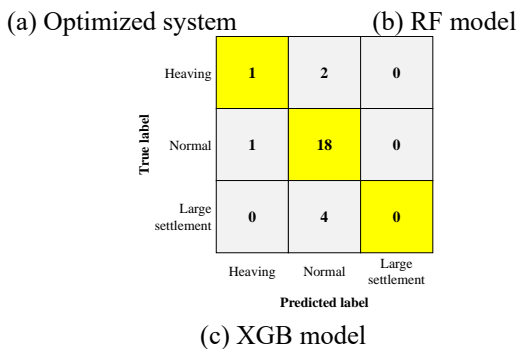 (a) Optimized system (b) RF model
Heaving 1 2 0
True label
Normal 1 18 0
Large
settlement
0 4 0
Heaving Normal Large
settlement
Predicted label
(c) XGB model